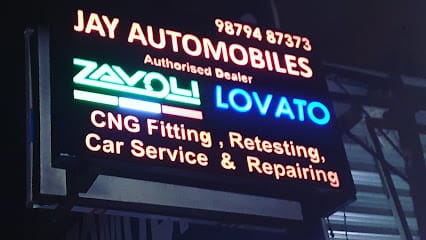 98794 87373
JAY AUTOMOBILES
Authorised Dealer
ZAVOLI LOVATO
CNG Fitting , Retesting,
Car Service & Repairing